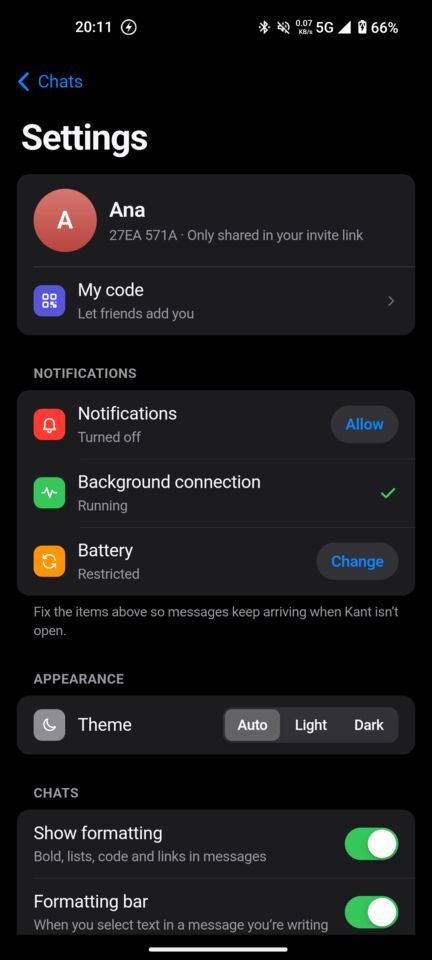 20:11
0.07 KB/s 5G 66%
Chats
Settings
A
Ana
27EA 571A · Only shared in your invite link
My code
Let friends add you
NOTIFICATIONS
Notifications
Turned off
Allow
Background connection
Running
Battery
Restricted
Change
Fix the items above so messages keep arriving when Kant isn't
open.
APPEARANCE
Theme
Auto Light Dark
CHATS
Show formatting
Bold, lists, code and links in messages
Formatting bar
When you select text in a message you're writing